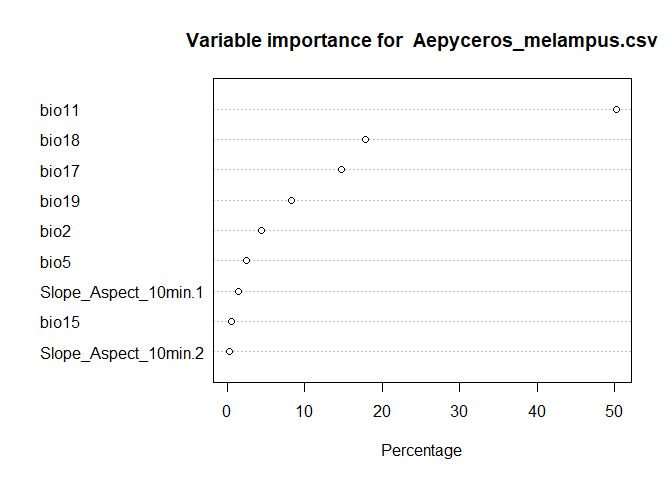 Variable importance for  Aepyceros_melampus.csv
bio11
bio18
bio17
bio19
bio2
bio5
Slope_Aspect_10min.1
bio15
Slope_Aspect_10min.2
0 10 20 30 40 50
Percentage